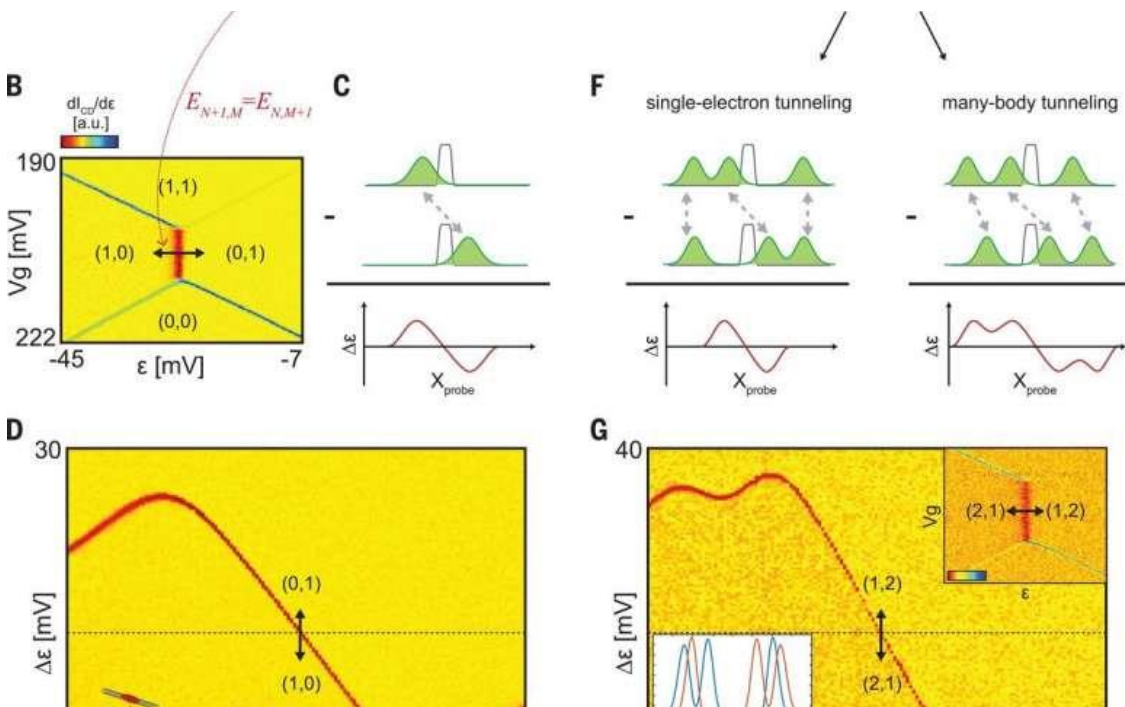 B
dI_CD/dε
[a.u.]
E_N+1,M=E_N,M+1
190
Vg [mV]
222
(1,1)
(1,0)
(0,1)
(0,0)
-45
ε [mV]
-7
C
-
Δε
X_probe
F
single-electron tunneling
many-body tunneling
-
-
Δε
X_probe
Δε
X_probe
D
30
Δε [mV]
(0,1)
(1,0)
G
40
Δε [mV]
(1,2)
(2,1)
Vg
(2,1)
(1,2)
ε